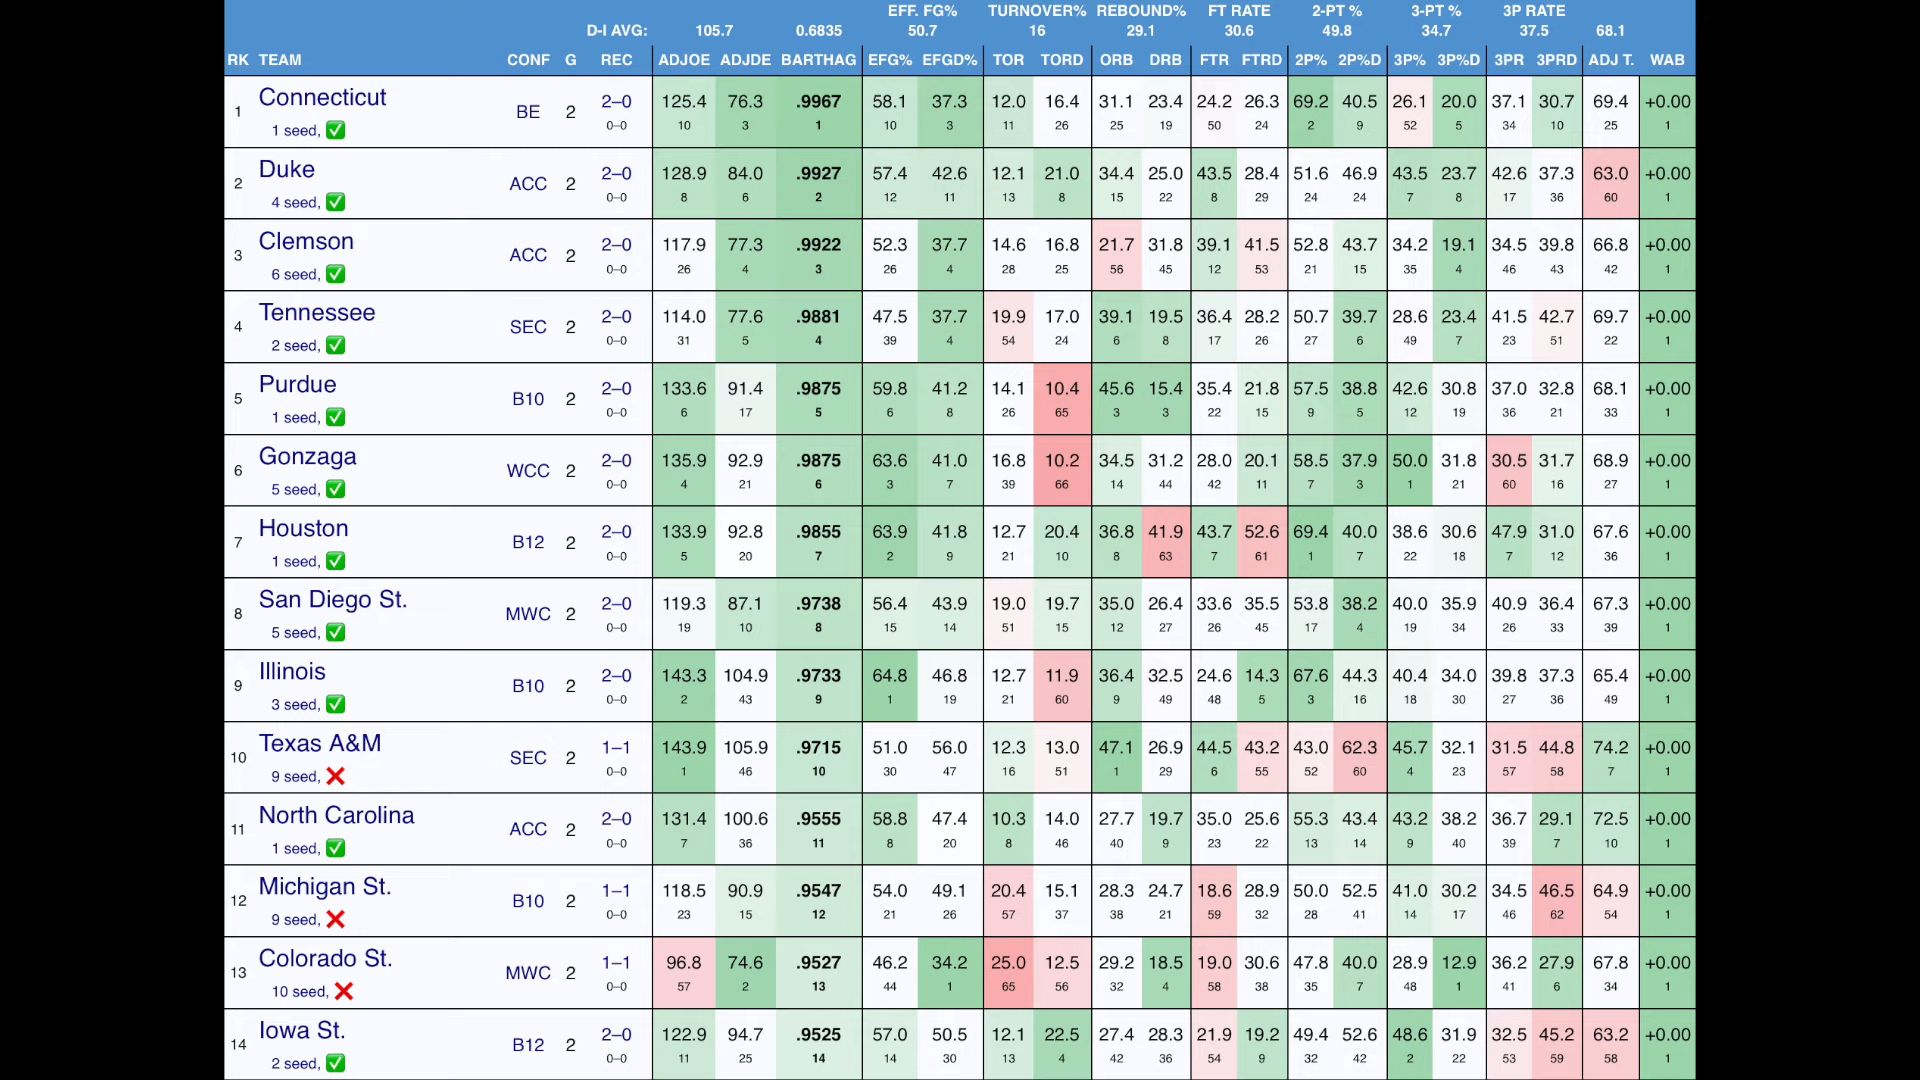 EFF. FG% TURNOVER% REBOUND% FT RATE 2-PT % 3-PT % 3P RATE
D-I AVG: 105.7 0.6835 50.7 16 29.1 30.6 49.8 34.7 37.5 68.1
RK TEAM CONF G REC ADJOE ADJDE BARTHAG EFG% EFGD% TOR TORD ORB DRB FTR FTRD 2P% 2P%D 3P% 3P%D 3PR 3PRD ADJ T. WAB
1 Connecticut BE 2 2–0 125.4 76.3 .9967 58.1 37.3 12.0 16.4 31.1 23.4 24.2 26.3 69.2 40.5 26.1 20.0 37.1 30.7 69.4 +0.00
1 seed, ✅ 0–0 10 3 1 10 3 11 26 25 19 50 24 2 9 52 5 34 10 25 1
2 Duke ACC 2 2–0 128.9 84.0 .9927 57.4 42.6 12.1 21.0 34.4 25.0 43.5 28.4 51.6 46.9 43.5 23.7 42.6 37.3 63.0 +0.00
4 seed, ✅ 0–0 8 6 2 12 11 13 8 15 22 8 29 24 24 7 8 17 36 60 1
3 Clemson ACC 2 2–0 117.9 77.3 .9922 52.3 37.7 14.6 16.8 21.7 31.8 39.1 41.5 52.8 43.7 34.2 19.1 34.5 39.8 66.8 +0.00
6 seed, ✅ 0–0 26 4 3 26 4 28 25 56 45 12 53 21 15 35 4 46 43 42 1
4 Tennessee SEC 2 2–0 114.0 77.6 .9881 47.5 37.7 19.9 17.0 39.1 19.5 36.4 28.2 50.7 39.7 28.6 23.4 41.5 42.7 69.7 +0.00
2 seed, ✅ 0–0 31 5 4 39 4 54 24 6 8 17 26 27 6 49 7 23 51 22 1
5 Purdue B10 2 2–0 133.6 91.4 .9875 59.8 41.2 14.1 10.4 45.6 15.4 35.4 21.8 57.5 38.8 42.6 30.8 37.0 32.8 68.1 +0.00
1 seed, ✅ 0–0 6 17 5 6 8 26 65 3 3 22 15 9 5 12 19 36 21 33 1
6 Gonzaga WCC 2 2–0 135.9 92.9 .9875 63.6 41.0 16.8 10.2 34.5 31.2 28.0 20.1 58.5 37.9 50.0 31.8 30.5 31.7 68.9 +0.00
5 seed, ✅ 0–0 4 21 6 3 7 39 66 14 44 42 11 7 3 1 21 60 16 27 1
7 Houston B12 2 2–0 133.9 92.8 .9855 63.9 41.8 12.7 20.4 36.8 41.9 43.7 52.6 69.4 40.0 38.6 30.6 47.9 31.0 67.6 +0.00
1 seed, ✅ 0–0 5 20 7 2 9 21 10 8 63 7 61 1 7 22 18 7 12 36 1
8 San Diego St. MWC 2 2–0 119.3 87.1 .9738 56.4 43.9 19.0 19.7 35.0 26.4 33.6 35.5 53.8 38.2 40.0 35.9 40.9 36.4 67.3 +0.00
5 seed, ✅ 0–0 19 10 8 15 14 51 15 12 27 26 45 17 4 19 34 26 33 39 1
9 Illinois B10 2 2–0 143.3 104.9 .9733 64.8 46.8 12.7 11.9 36.4 32.5 24.6 14.3 67.6 44.3 40.4 34.0 39.8 37.3 65.4 +0.00
3 seed, ✅ 0–0 2 43 9 1 19 21 60 9 49 48 5 3 16 18 30 27 36 49 1
10 Texas A&M SEC 2 1–1 143.9 105.9 .9715 51.0 56.0 12.3 13.0 47.1 26.9 44.5 43.2 43.0 62.3 45.7 32.1 31.5 44.8 74.2 +0.00
9 seed, ❌ 0–0 1 46 10 30 47 16 51 1 29 6 55 52 60 4 23 57 58 7 1
11 North Carolina ACC 2 2–0 131.4 100.6 .9555 58.8 47.4 10.3 14.0 27.7 19.7 35.0 25.6 55.3 43.4 43.2 38.2 36.7 29.1 72.5 +0.00
1 seed, ✅ 0–0 7 36 11 8 20 8 46 40 9 23 22 13 14 9 40 39 7 10 1
12 Michigan St. B10 2 1–1 118.5 90.9 .9547 54.0 49.1 20.4 15.1 28.3 24.7 18.6 28.9 50.0 52.5 41.0 30.2 34.5 46.5 64.9 +0.00
9 seed, ❌ 0–0 23 15 12 21 26 57 37 38 21 59 32 28 41 14 17 46 62 54 1
13 Colorado St. MWC 2 1–1 96.8 74.6 .9527 46.2 34.2 25.0 12.5 29.2 18.5 19.0 30.6 47.8 40.0 28.9 12.9 36.2 27.9 67.8 +0.00
10 seed, ❌ 0–0 57 2 13 44 1 65 56 32 4 58 38 35 7 48 1 41 6 34 1
14 Iowa St. B12 2 2–0 122.9 94.7 .9525 57.0 50.5 12.1 22.5 27.4 28.3 21.9 19.2 49.4 52.6 48.6 31.9 32.5 45.2 63.2 +0.00
2 seed, ✅ 0–0 11 25 14 14 30 13 4 42 36 54 9 32 42 2 22 53 59 58 1